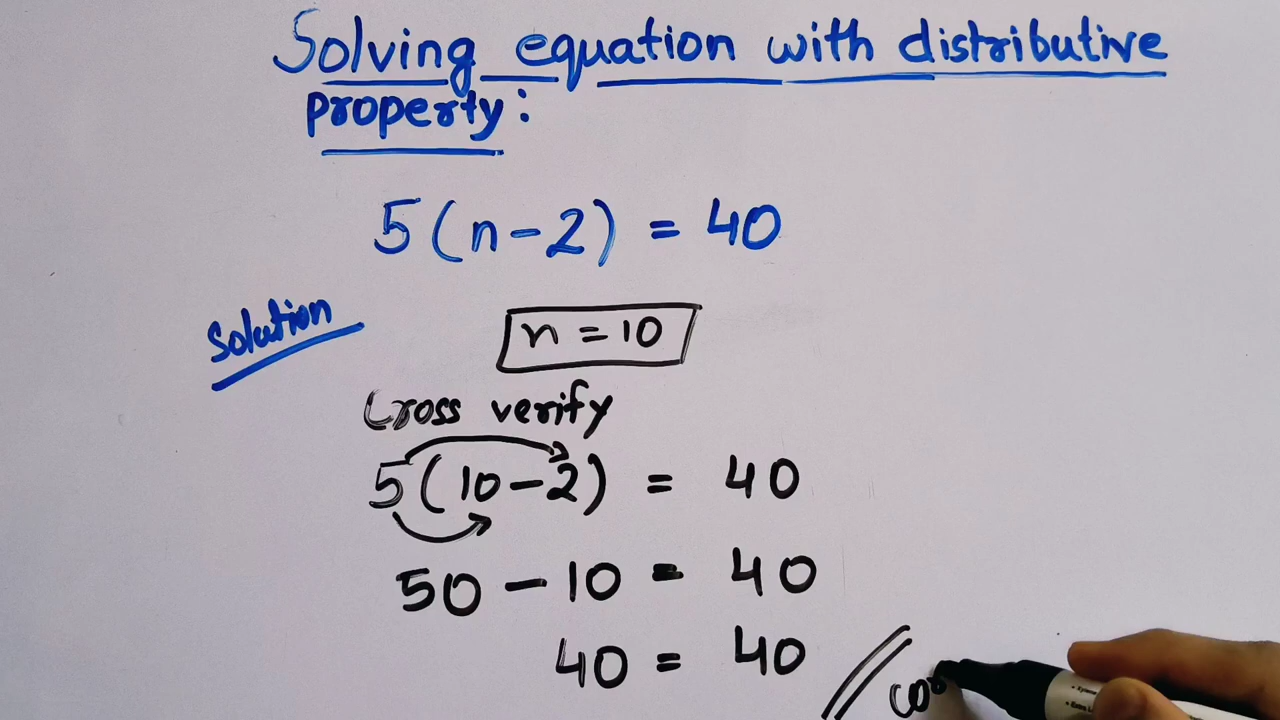 Solving equation with distributive
property:
5(n-2) = 40
Solution
n = 10
Cross verify
5(10-2) = 40
50 - 10 = 40
40 = 40